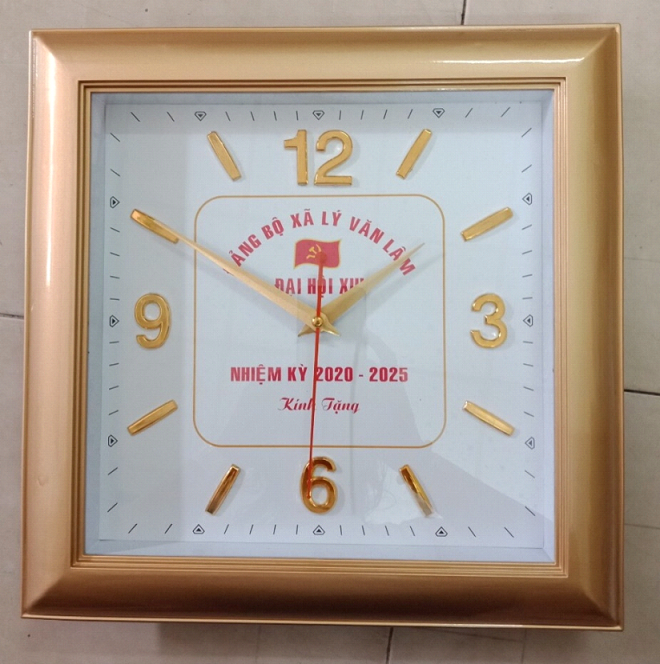 12
BỘ XÃ LÝ VĂN LÂM
ĐẠI HỘI
9
3
NHIỆM KỲ 2020 - 2025
Kính Tặng
6